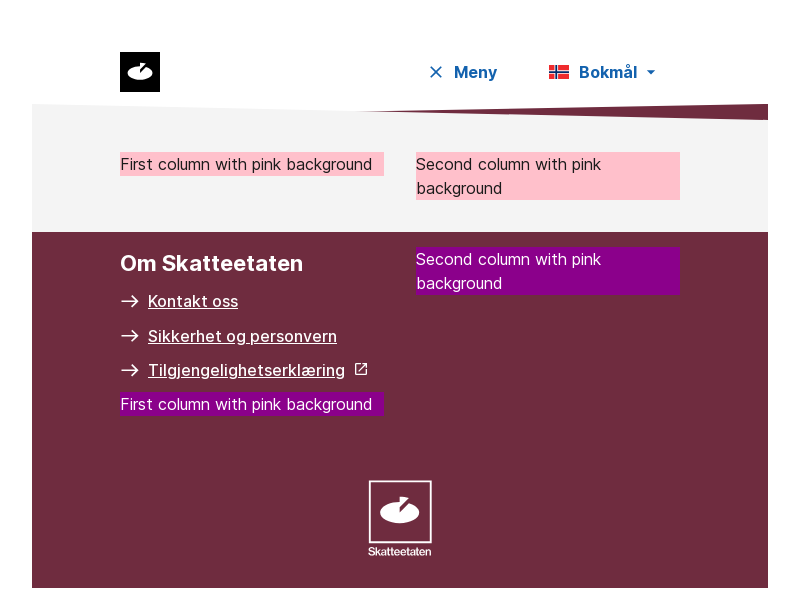 Meny
Bokmål
First column with pink background
Second column with pink
background
Om Skatteetaten
Kontakt oss
Sikkerhet og personvern
Tilgjengelighetserklæring
First column with pink background
Second column with pink
background
Skatteetaten